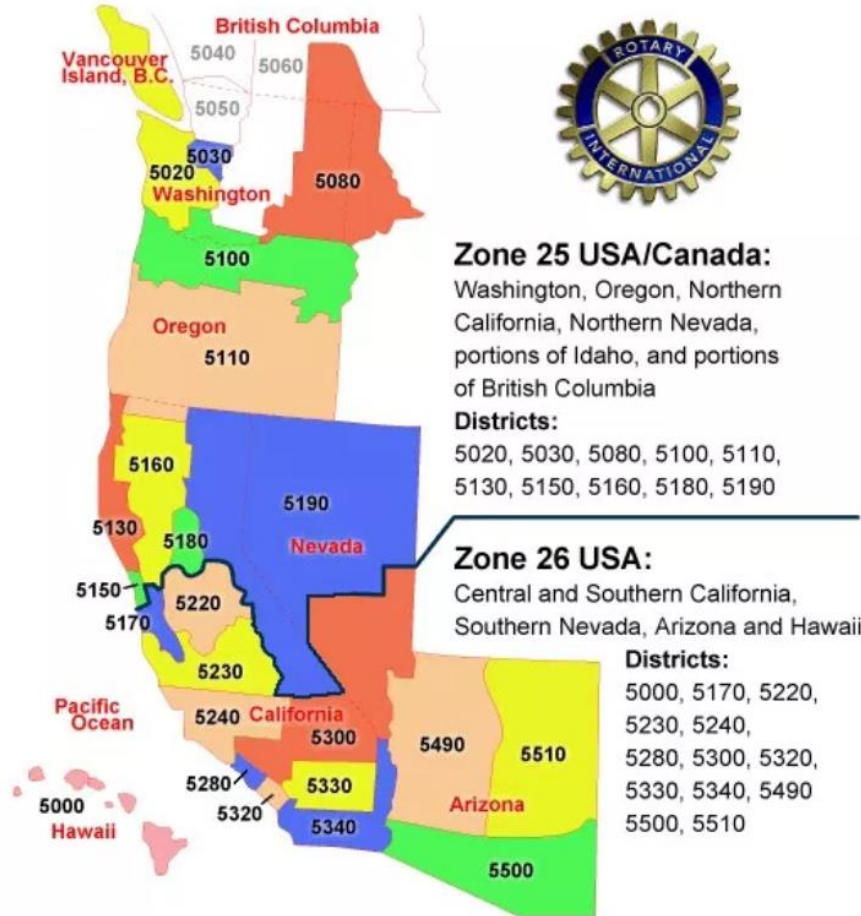 British Columbia
Vancouver
Island, B.C.
5040
5060
5050
5030
5020
Washington
5080
5100
Oregon
5110
5160
5190
5130
5180
Nevada
5150
5220
5170
5230
Pacific
Ocean
5240
California
5300
5490
5510
5280
5330
5320
Arizona
5000
Hawaii
5340
5500
ROTARY
INTERNATIONAL
Zone 25 USA/Canada:
Washington, Oregon, Northern
California, Northern Nevada,
portions of Idaho, and portions
of British Columbia
Districts:
5020, 5030, 5080, 5100, 5110,
5130, 5150, 5160, 5180, 5190
Zone 26 USA:
Central and Southern California,
Southern Nevada, Arizona and Hawaii
Districts:
5000, 5170, 5220,
5230, 5240,
5280, 5300, 5320,
5330, 5340, 5490
5500, 5510